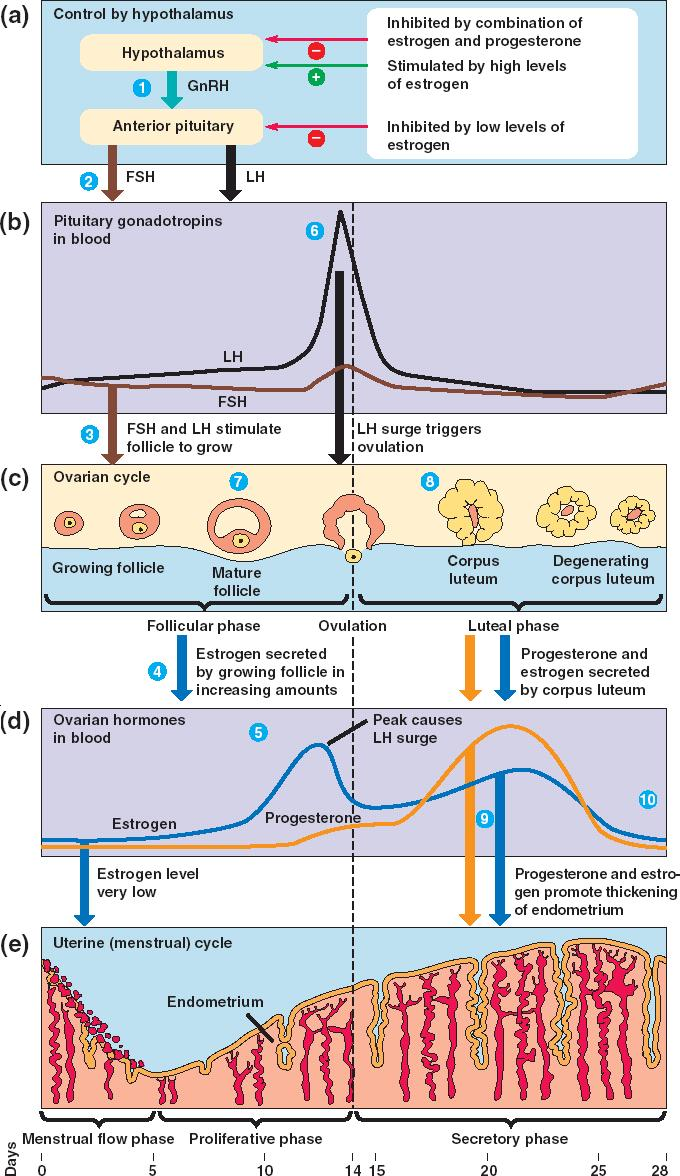 (a)
Control by hypothalamus
Inhibited by combination of
estrogen and progesterone
Hypothalamus
−
Stimulated by high levels
of estrogen
+
1
GnRH
Anterior pituitary
Inhibited by low levels of
estrogen
−
2
FSH
LH
(b)
Pituitary gonadotropins
in blood
6
LH
FSH
3
FSH and LH stimulate
follicle to grow
LH surge triggers
ovulation
(c)
Ovarian cycle
7
8
Growing follicle
Mature
follicle
Corpus
luteum
Degenerating
corpus luteum
Follicular phase
Ovulation
Luteal phase
4
Estrogen secreted
by growing follicle in
increasing amounts
Progesterone and
estrogen secreted
by corpus luteum
(d)
Ovarian hormones
in blood
5
Peak causes
LH surge
10
Estrogen
Progesterone
9
Estrogen level
very low
Progesterone and estro-
gen promote thickening
of endometrium
(e)
Uterine (menstrual) cycle
Endometrium
Menstrual flow phase
Proliferative phase
Secretory phase
Days
0 5 10 14 15 20 25 28